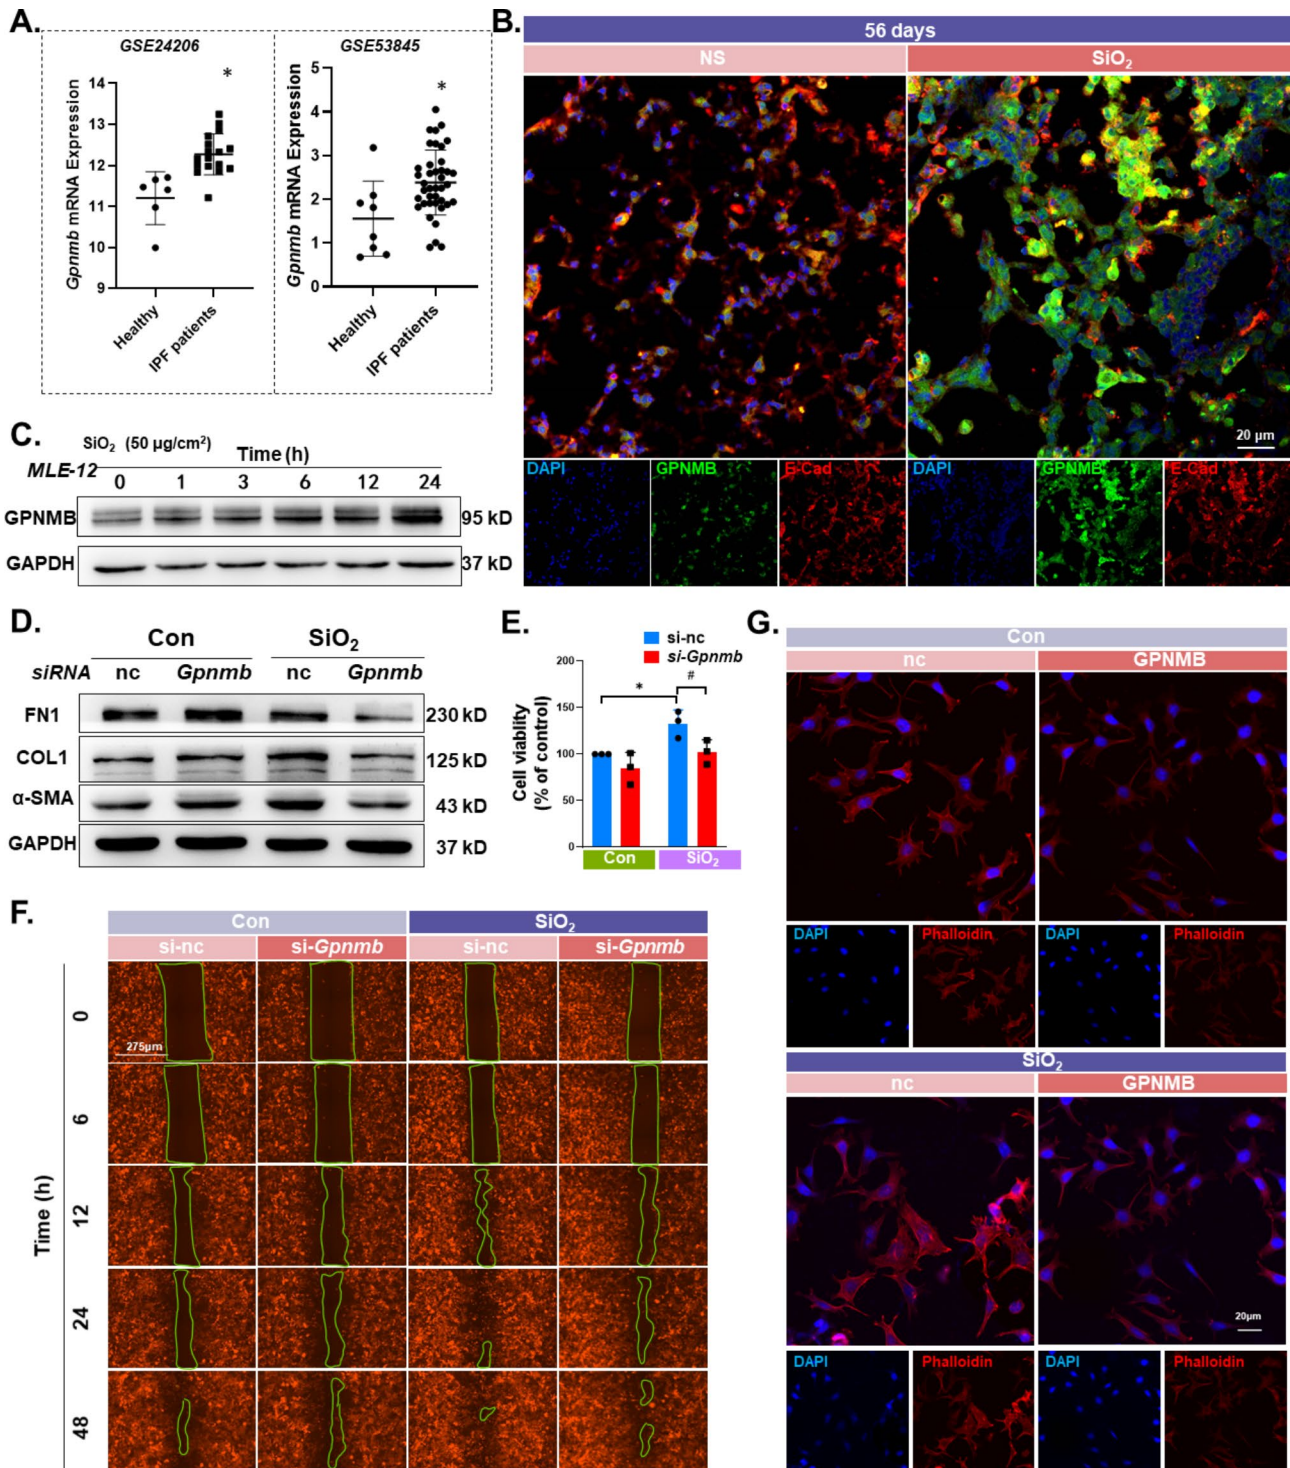 A.
GSE24206
GSE53845
Gpnmb mRNA Expression
14
13
12
11
10
9
Healthy
IPF patients
*
Gpnmb mRNA Expression
5
4
3
2
1
0
Healthy
IPF patients
*
B.
56 days
NS
SiO₂
20 μm
DAPI
GPNMB
E-Cad
DAPI
GPNMB
E-Cad
C.
SiO₂ (50 μg/cm²)
Time (h)
MLE-12
0 1 3 6 12 24
GPNMB
95 kD
GAPDH
37 kD
D.
Con
SiO₂
siRNA nc Gpnmb nc Gpnmb
FN1
230 kD
COL1
125 kD
α-SMA
43 kD
GAPDH
37 kD
E.
si-nc
si-Gpnmb
Cell viablity
(% of control)
200
150
100
50
0
*
#
Con
SiO₂
F.
Con
SiO₂
si-nc
si-Gpnmb
si-nc
si-Gpnmb
Time (h)
0
275μm
6
12
24
48
G.
Con
nc
GPNMB
DAPI
Phalloidin
DAPI
Phalloidin
SiO₂
nc
GPNMB
20μm
DAPI
Phalloidin
DAPI
Phalloidin